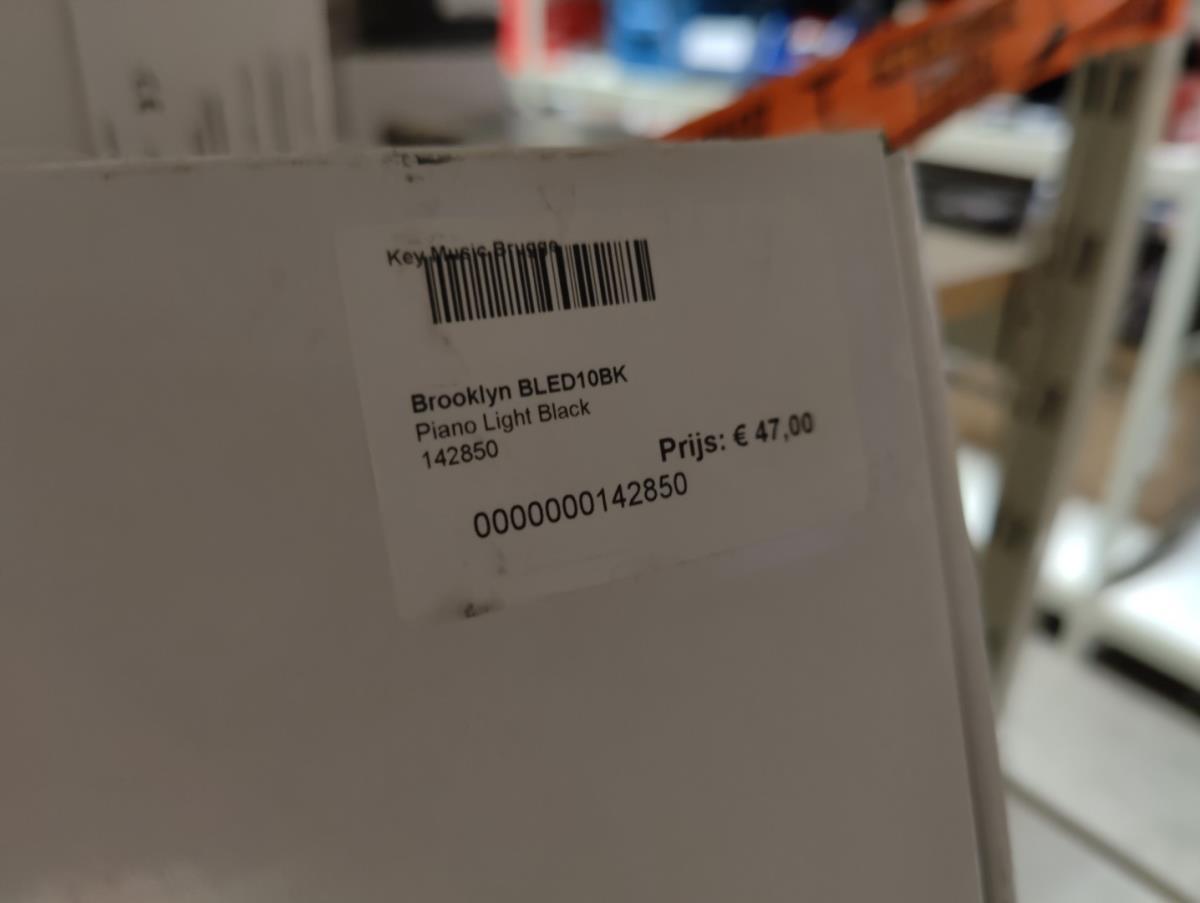 Key Music Brugge
Brooklyn BLED10BK
Piano Light Black
142850
Prijs: € 47,00
0000000142850